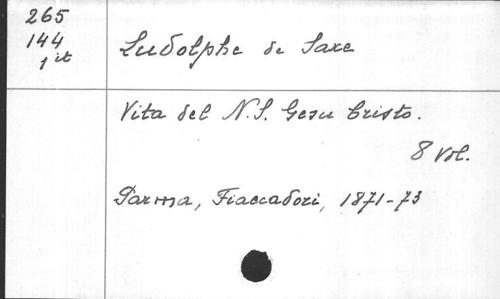 265
144
1 it
Ludolphe de Saxe
Vita del N. S. Gesu Cristo.
8 vol.
Parma, Fiaccadori, 1871-73